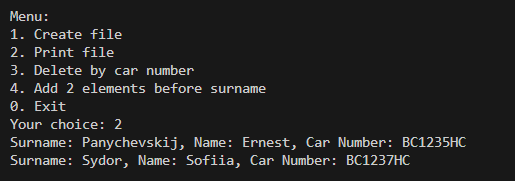 Menu:
1. Create file
2. Print file
3. Delete by car number
4. Add 2 elements before surname
0. Exit
Your choice: 2
Surname: Panychevskij, Name: Ernest, Car Number: BC1235HC
Surname: Sydor, Name: Sofiia, Car Number: BC1237HC